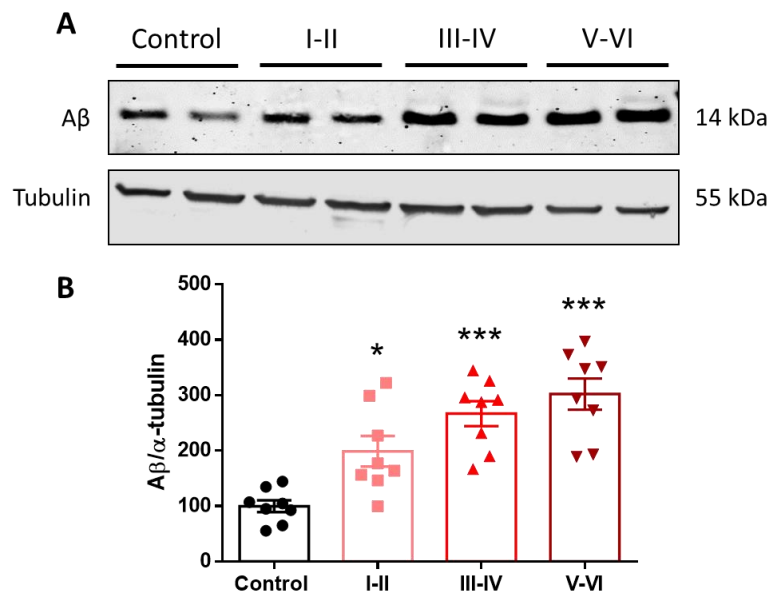 A
Control I-II III-IV V-VI
Aβ 14 kDa
Tubulin 55 kDa
B
Aβ/α-tubulin
500
400
300
200
100
0
*
***
***
Control I-II III-IV V-VI